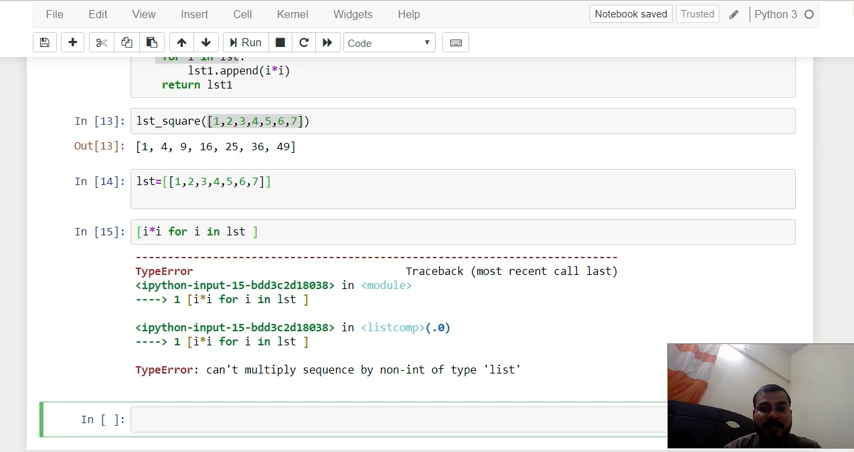 File Edit View Insert Cell Kernel Widgets Help Notebook saved Trusted Python 3
Run Code
for i in lst:
lst1.append(i*i)
return lst1
In [13]: lst_square([1,2,3,4,5,6,7])
Out[13]: [1, 4, 9, 16, 25, 36, 49]
In [14]: lst=[[1,2,3,4,5,6,7]]
In [15]: [i*i for i in lst ]
---------------------------------------------------------------------------
TypeError Traceback (most recent call last)
<ipython-input-15-bdd3c2d18038> in <module>
----> 1 [i*i for i in lst ]
<ipython-input-15-bdd3c2d18038> in <listcomp>(.0)
----> 1 [i*i for i in lst ]
TypeError: can't multiply sequence by non-int of type 'list'
In [ ]: